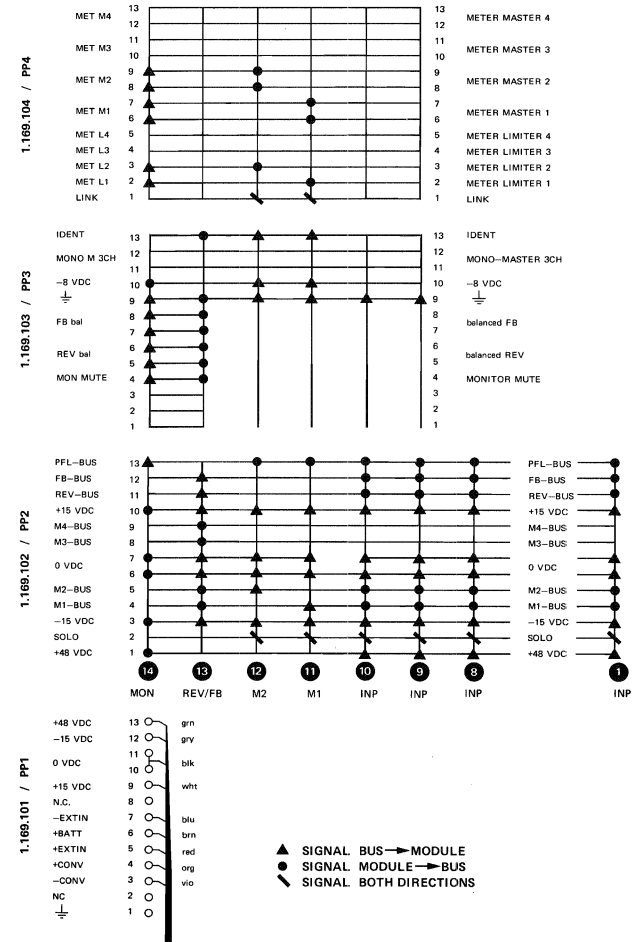 1.169.104 / PP4
MET M4 13 13 METER MASTER 4
12 12
MET M3 11 11 METER MASTER 3
10 10
MET M2 9 9 METER MASTER 2
8 8
MET M1 7 7 METER MASTER 1
6 6
MET L4 5 5 METER LIMITER 4
MET L3 4 4 METER LIMITER 3
MET L2 3 3 METER LIMITER 2
MET L1 2 2 METER LIMITER 1
LINK 1 1 LINK
1.169.103 / PP3
IDENT 13 13 IDENT
MONO M 3CH 12 12 MONO-MASTER 3CH
11 11
−8 VDC 10 10 −8 VDC
9 9
FB bal 8 8 balanced FB
7 7
REV bal 6 6 balanced REV
5 5
MON MUTE 4 4 MONITOR MUTE
3 3
2 2
1 1
1.169.102 / PP2
PFL−BUS 13 PFL−BUS
FB−BUS 12 FB−BUS
REV−BUS 11 REV−BUS
+15 VDC 10 +15 VDC
M4−BUS 9 M4−BUS
M3−BUS 8 M3−BUS
0 VDC 7 0 VDC
6
M2−BUS 5 M2−BUS
M1−BUS 4 M1−BUS
−15 VDC 3 −15 VDC
SOLO 2 SOLO
+48 VDC 1 +48 VDC
14 13 12 11 10 9 8 1
MON REV/FB M2 M1 INP INP INP INP
1.169.101 / PP1
+48 VDC 13 grn
−15 VDC 12 gry
0 VDC 11 blk
10
+15 VDC 9 wht
N.C. 8
−EXTIN 7 blu
+BATT 6 brn
+EXTIN 5 red
+CONV 4 org
−CONV 3 vio
NC 2
1
SIGNAL BUS → MODULE
SIGNAL MODULE → BUS
SIGNAL BOTH DIRECTIONS